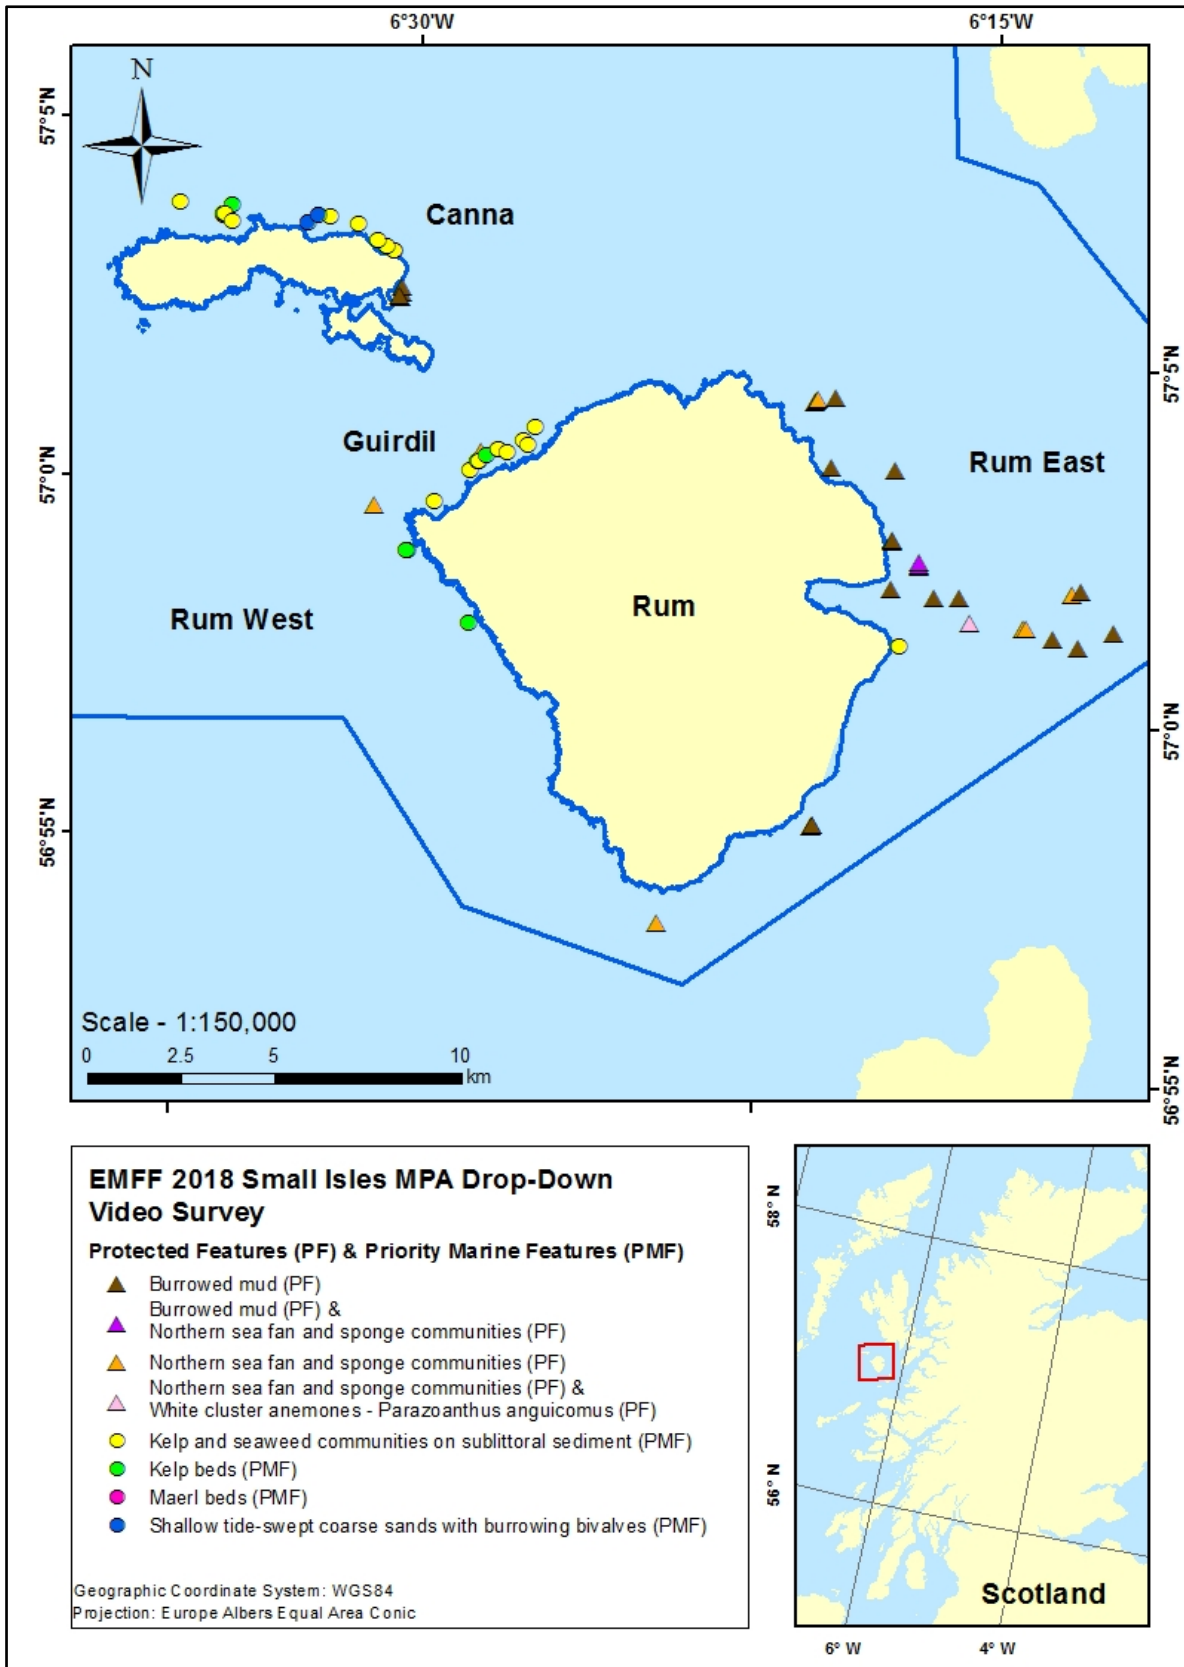 6°30'W
6°15'W
N
57°5'N
Canna
57°5'N
Guirdil
57°0'N
Rum East
Rum West
Rum
57°0'N
56°55'N
Scale - 1:150,000
0 2.5 5 10
km
56°55'N
EMFF 2018 Small Isles MPA Drop-Down
Video Survey
Protected Features (PF) & Priority Marine Features (PMF)
Burrowed mud (PF)
Burrowed mud (PF) &
Northern sea fan and sponge communities (PF)
Northern sea fan and sponge communities (PF)
Northern sea fan and sponge communities (PF) &
White cluster anemones - Parazoanthus anguicomus (PF)
Kelp and seaweed communities on sublittoral sediment (PMF)
Kelp beds (PMF)
Maerl beds (PMF)
Shallow tide-swept coarse sands with burrowing bivalves (PMF)
Geographic Coordinate System: WGS84
Projection: Europe Albers Equal Area Conic
58° N
56° N
Scotland
6° W
4° W